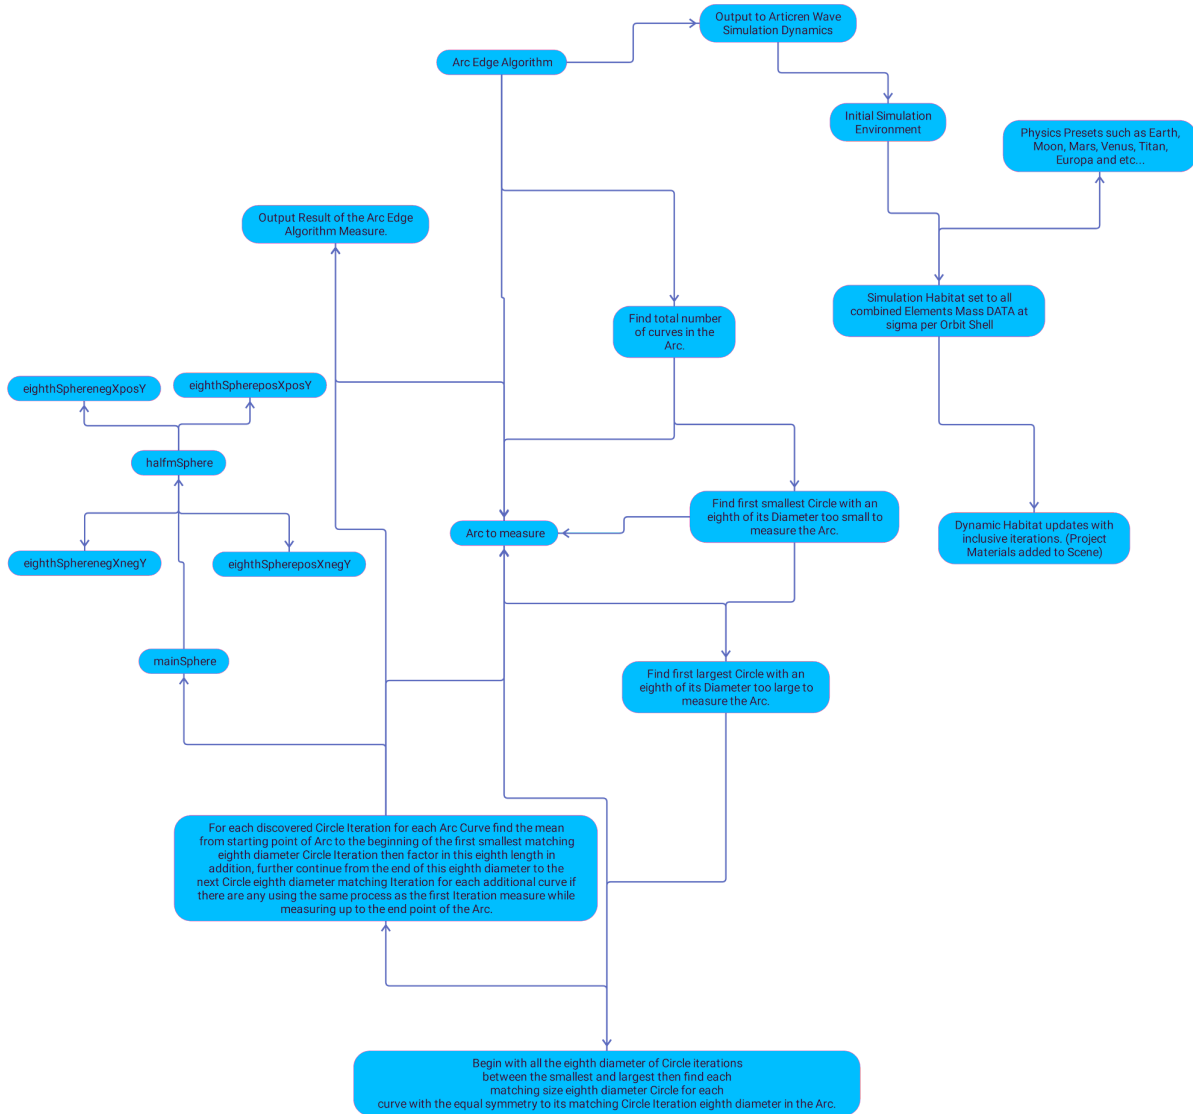 Output to Articren Wave
Simulation Dynamics
Arc Edge Algorithm
Initial Simulation
Environment
Physics Presets such as Earth,
Moon, Mars, Venus, Titan,
Europa and etc...
Output Result of the Arc Edge
Algorithm Measure.
Simulation Habitat set to all
combined Elements Mass DATA at
sigma per Orbit Shell
Find total number
of curves in the
Arc.
eighthSpherenegXposY
eighthSphereposXposY
halfmSphere
Find first smallest Circle with an
eighth of its Diameter too small to
measure the Arc.
Arc to measure
Dynamic Habitat updates with
inclusive iterations. (Project
Materials added to Scene)
eighthSpherenegXnegY
eighthSphereposXnegY
mainSphere
Find first largest Circle with an
eighth of its Diameter too large to
measure the Arc.
For each discovered Circle Iteration for each Arc Curve find the mean
from starting point of Arc to the beginning of the first smallest matching
eighth diameter Circle Iteration then factor in this eighth length in
addition, further continue from the end of this eighth diameter to the
next Circle eighth diameter matching Iteration for each additional curve if
there are any using the same process as the first Iteration measure while
measuring up to the end point of the Arc.
Begin with all the eighth diameter of Circle iterations
between the smallest and largest then find each
matching size eighth diameter Circle for each
curve with the equal symmetry to its matching Circle Iteration eighth diameter in the Arc.